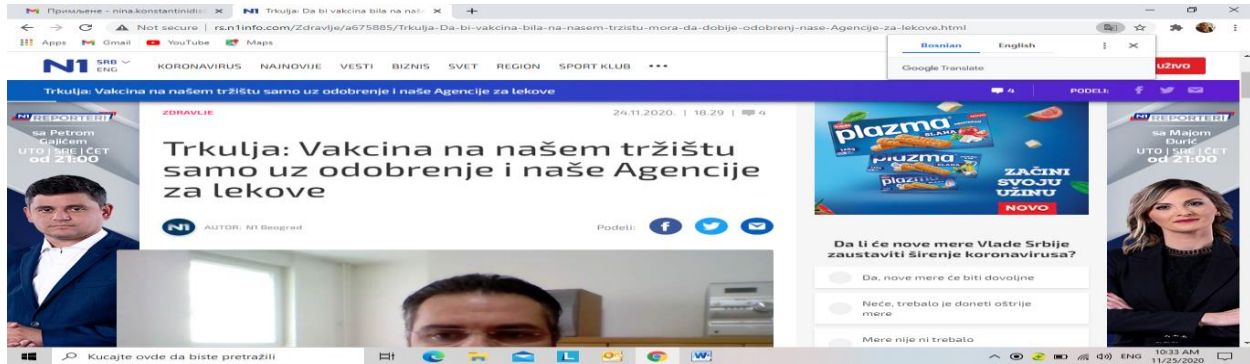 Примљене - nina.konstantinidis
N1 Trkulja: Da bi vakcina bila na naš
Not secure | rs.n1info.com/Zdravlje/a675885/Trkulja-Da-bi-vakcina-bila-na-nasem-trzistu-mora-da-dobije-odobrenj-nase-Agencije-za-lekove.html
Apps Gmail YouTube Maps
Bosnian English
Google Translate
N1 SRB ENG KORONAVIRUS NAJNOVIJE VESTI BIZNIS SVET REGION SPORT KLUB ••• UŽIVO
Trkulja: Vakcina na našem tržištu samo uz odobrenje i naše Agencije za lekove 4 PODELI:
N1 REPORTERI
sa Petrom
Gajićem
UTO | SRE | ČET
od 21:00
ZDRAVLJE 24.11.2020. | 18.29 | 4
Trkulja: Vakcina na našem tržištu
samo uz odobrenje i naše Agencije
za lekove
N1 AUTOR: N1 Beograd Podeli:
plazma
plazma
plazma
ZAČINI
SVOJU
UŽINU
NOVO
Da li će nove mere Vlade Srbije
zaustaviti širenje koronavirusa?
Da, nove mere će biti dovoljne
Neće, trebalo je doneti oštrije
mere
Mere nije ni trebalo
N1 REPORTERI
sa Majom
Đurić
UTO | SRE | ČET
od 21:00
Kucajte ovde da biste pretražili
ENG 10:33 AM
11/25/2020